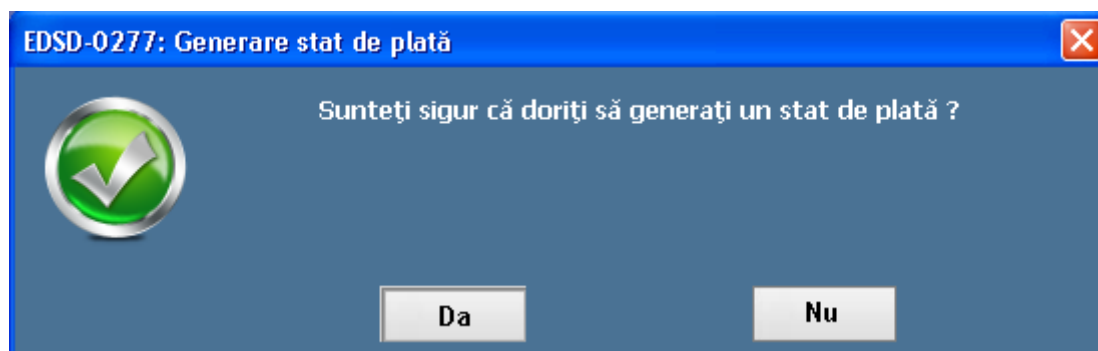 EDSD-0277: Generare stat de plată
Sunteţi sigur că doriţi să generaţi un stat de plată ?
Da
Nu